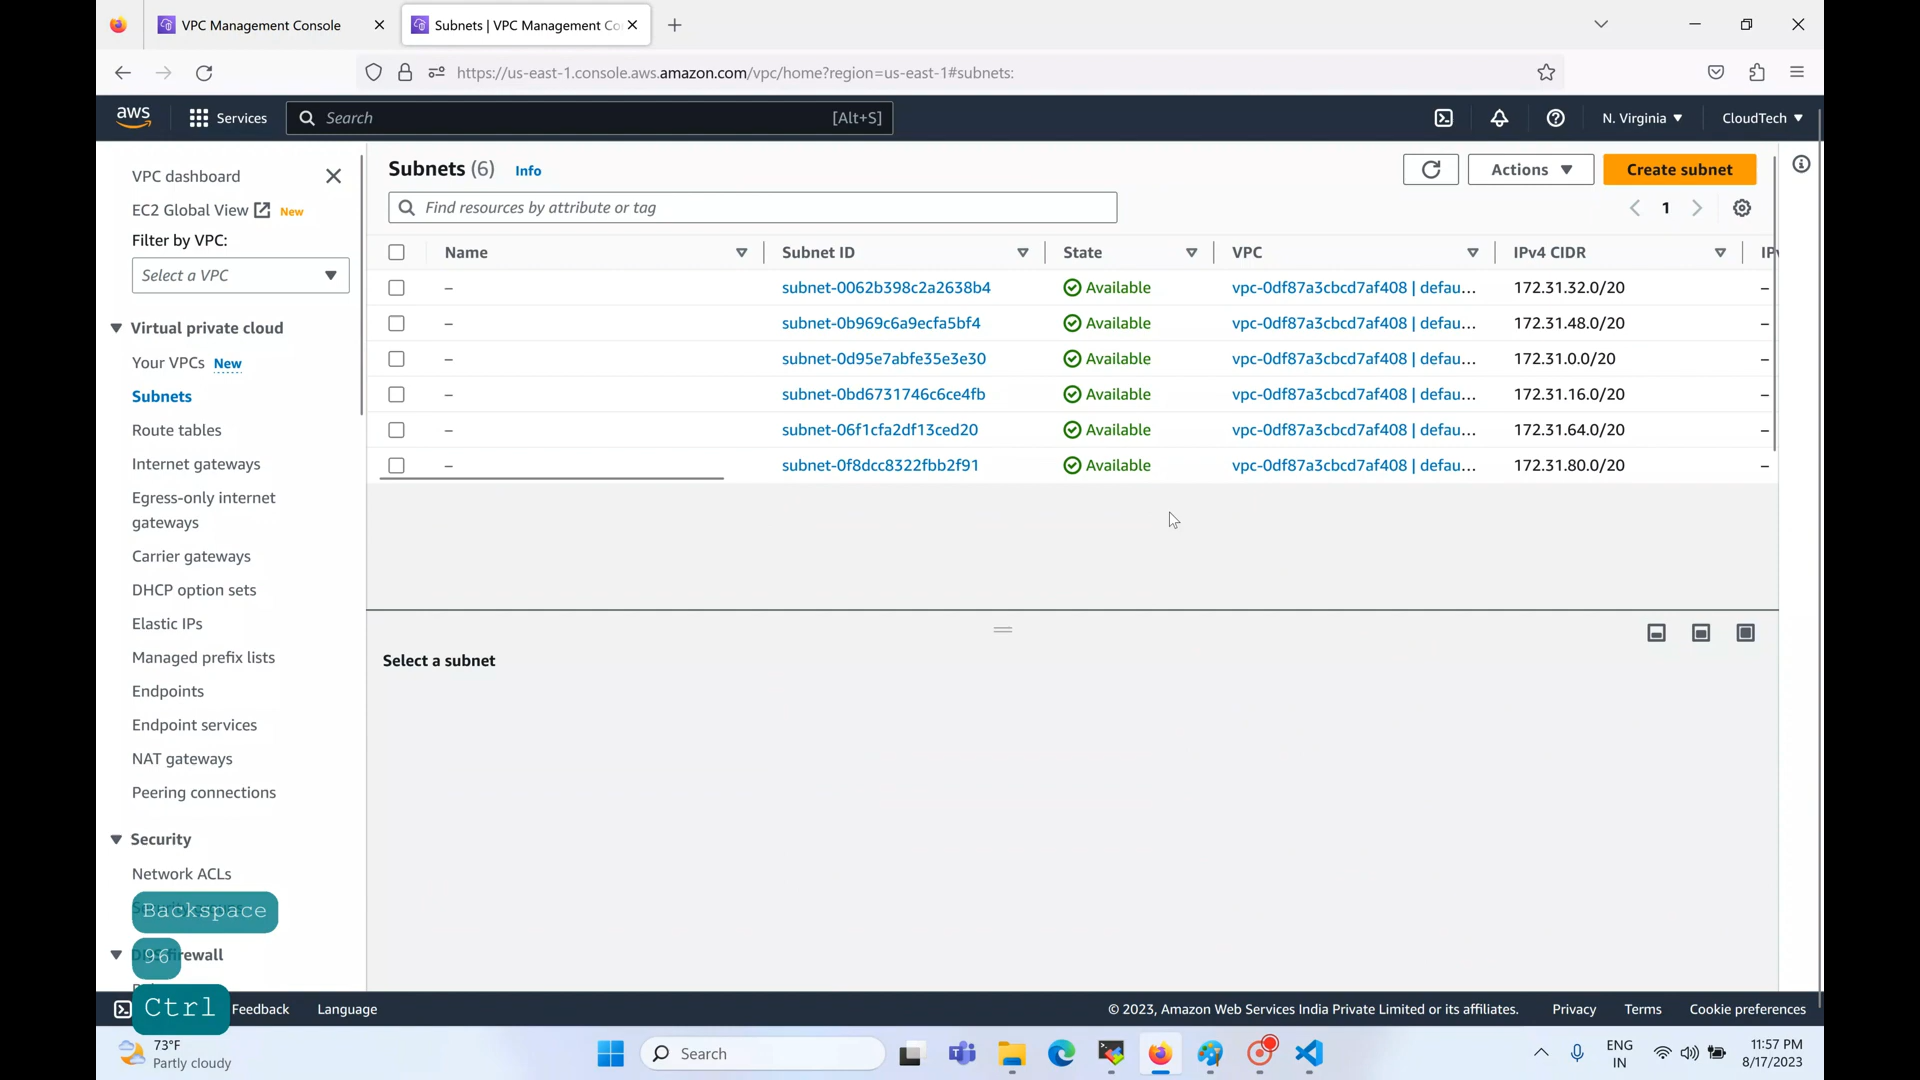 VPC Management Console
Subnets | VPC Management Co
https://us-east-1.console.aws.amazon.com/vpc/home?region=us-east-1#subnets:
aws
Services
Search
[Alt+S]
N. Virginia
CloudTech
VPC dashboard
EC2 Global View New
Filter by VPC:
Select a VPC
Virtual private cloud
Your VPCs New
Subnets
Route tables
Internet gateways
Egress-only internet
gateways
Carrier gateways
DHCP option sets
Elastic IPs
Managed prefix lists
Endpoints
Endpoint services
NAT gateways
Peering connections
Security
Network ACLs
Backspace
96
firewall
Ctrl
Subnets (6) Info
Actions
Create subnet
Find resources by attribute or tag
1
Name Subnet ID State VPC IPv4 CIDR IPv
– subnet-0062b398c2a2638b4 Available vpc-0df87a3cbcd7af408 | defau... 172.31.32.0/20 –
– subnet-0b969c6a9ecfa5bf4 Available vpc-0df87a3cbcd7af408 | defau... 172.31.48.0/20 –
– subnet-0d95e7abfe35e3e30 Available vpc-0df87a3cbcd7af408 | defau... 172.31.0.0/20 –
– subnet-0bd6731746c6ce4fb Available vpc-0df87a3cbcd7af408 | defau... 172.31.16.0/20 –
– subnet-06f1cfa2df13ced20 Available vpc-0df87a3cbcd7af408 | defau... 172.31.64.0/20 –
– subnet-0f8dcc8322fbb2f91 Available vpc-0df87a3cbcd7af408 | defau... 172.31.80.0/20 –
Select a subnet
Feedback
Language
© 2023, Amazon Web Services India Private Limited or its affiliates.
Privacy
Terms
Cookie preferences
73°F
Partly cloudy
Search
ENG
IN
11:57 PM
8/17/2023